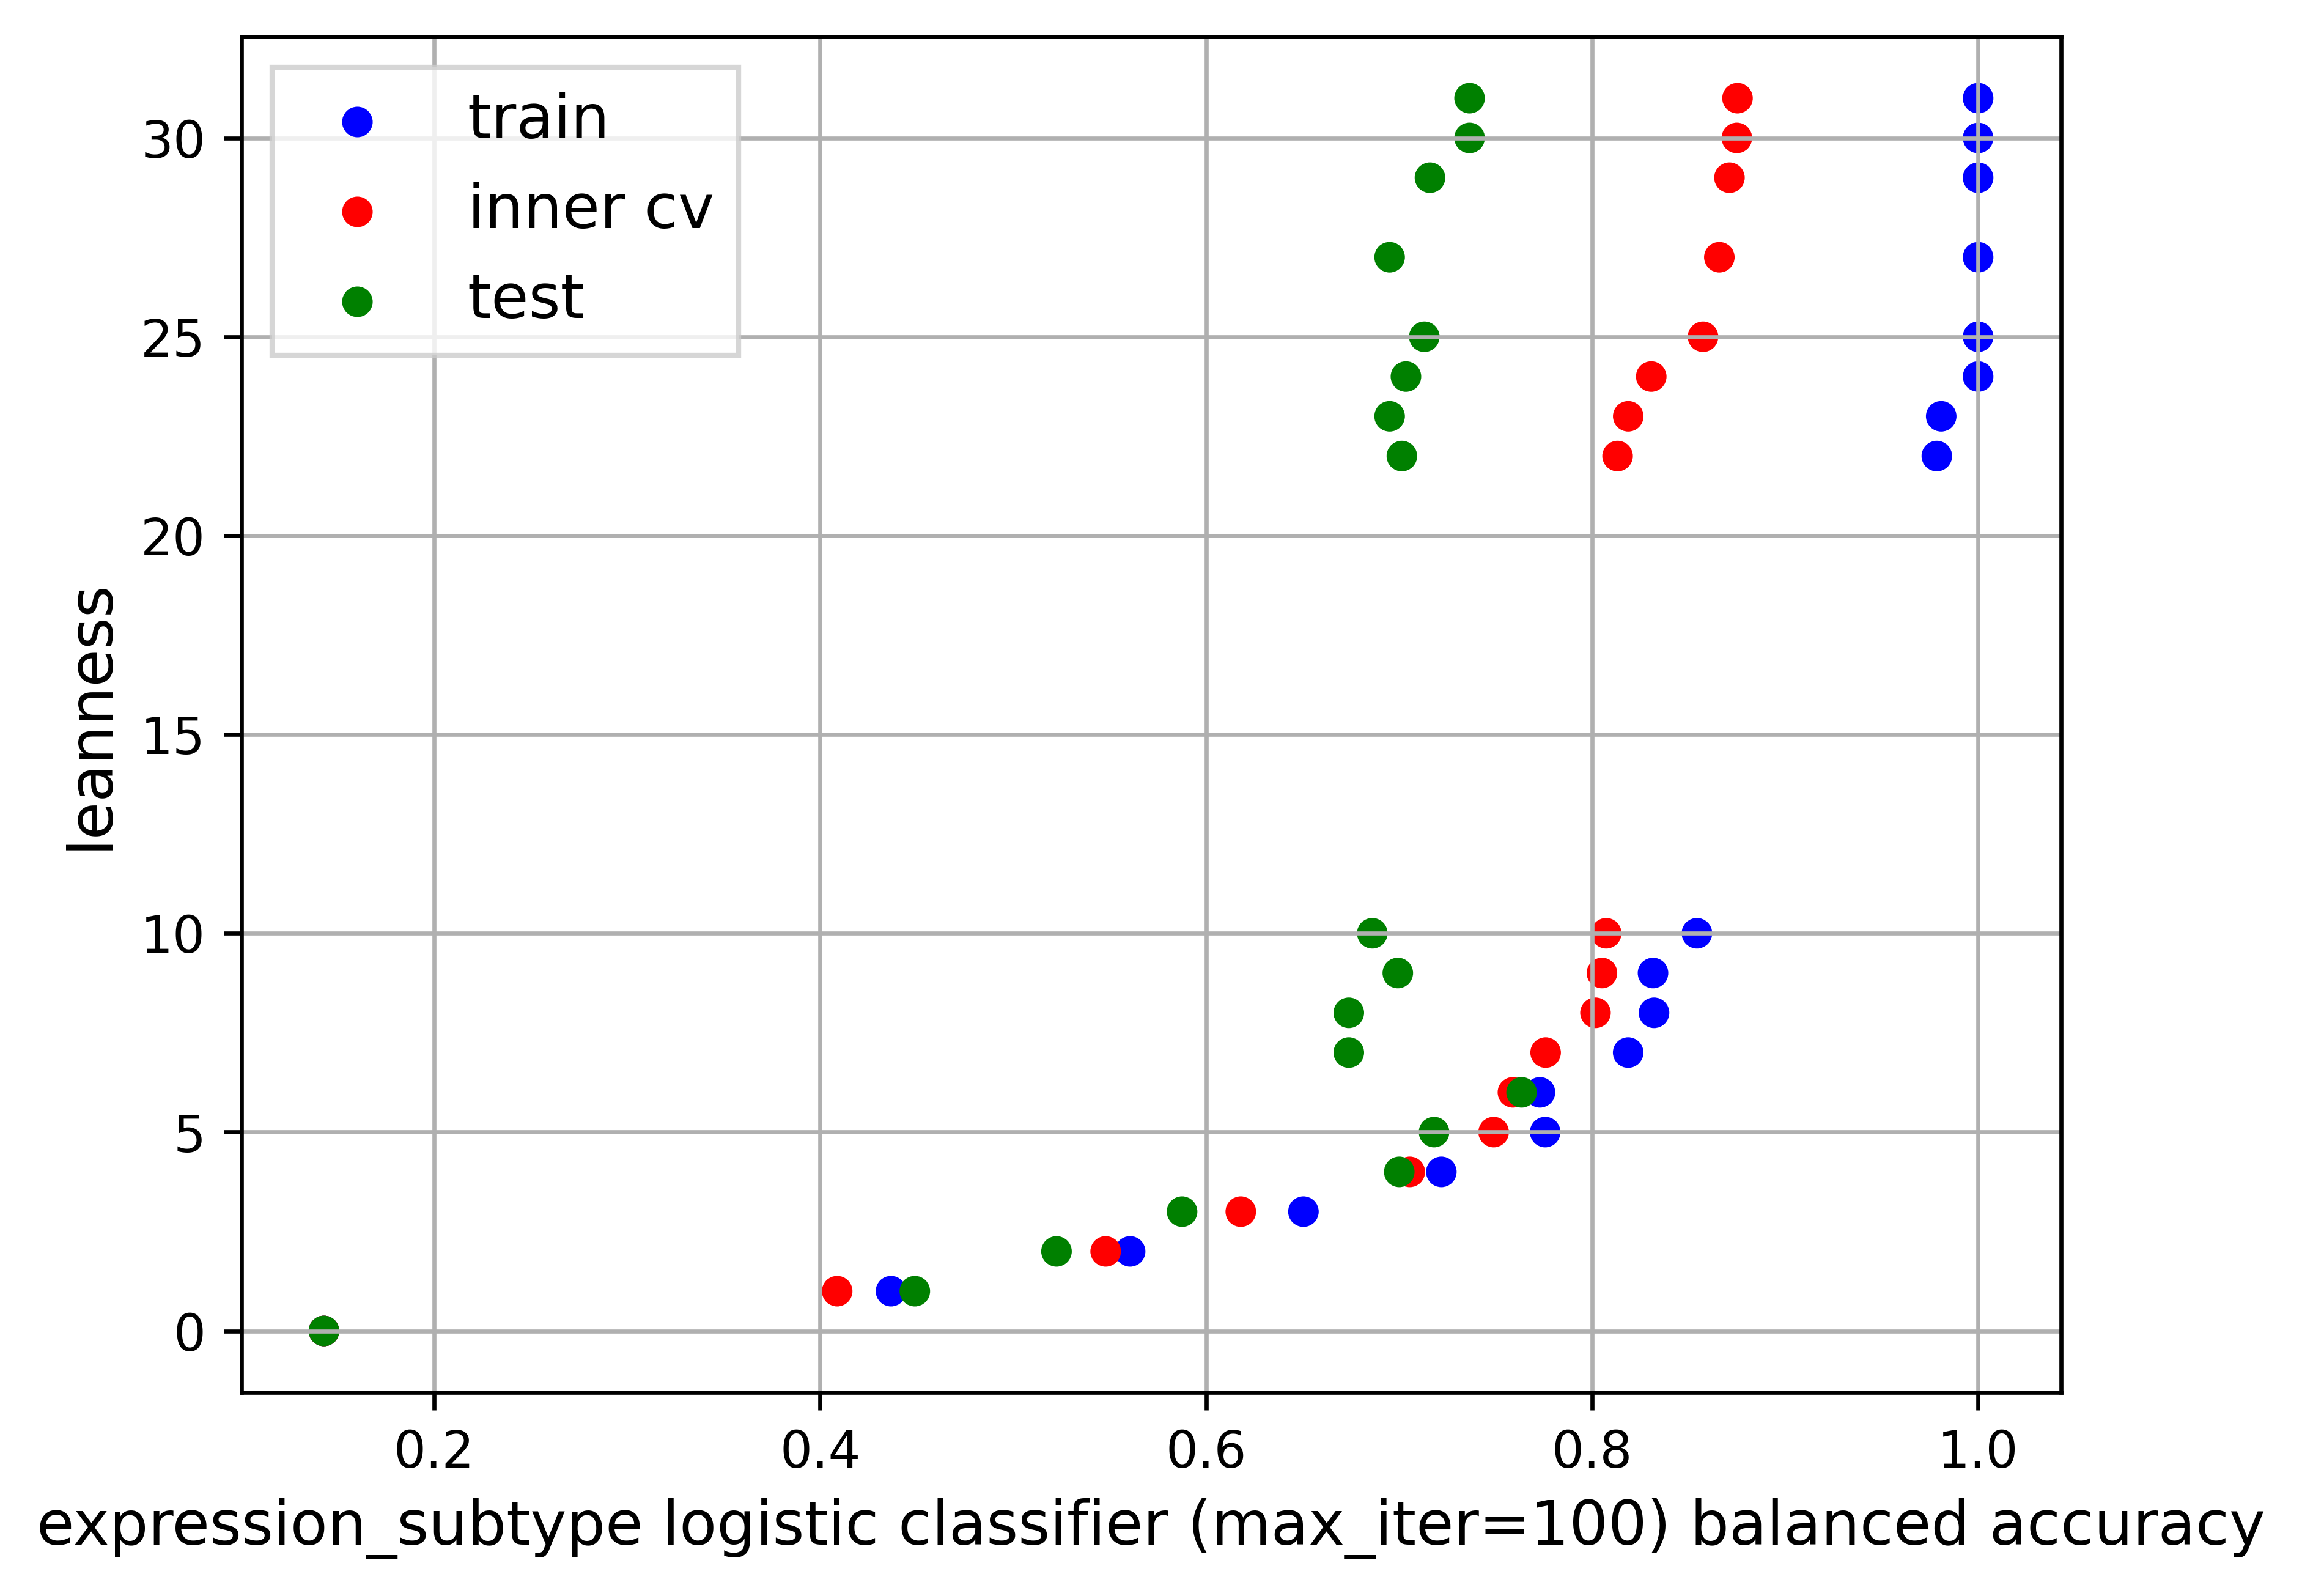 train
inner cv
test
30
25
20
15
10
5
0
leanness
0.2 0.4 0.6 0.8 1.0
expression_subtype logistic classifier (max_iter=100) balanced accuracy